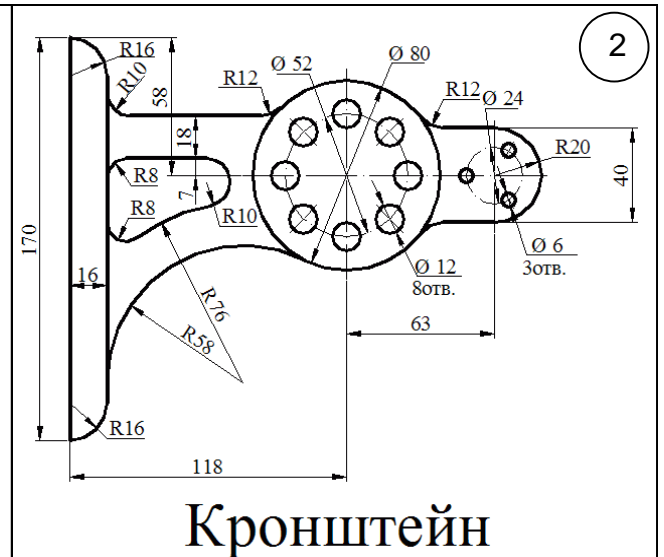 2
R16
R10
58
R12
Ø 52
Ø 80
R12
Ø 24
R20
18
R8
7
R10
40
R8
170
16
R76
R58
Ø 12
8отв.
Ø 6
3отв.
63
R16
118
Кронштейн